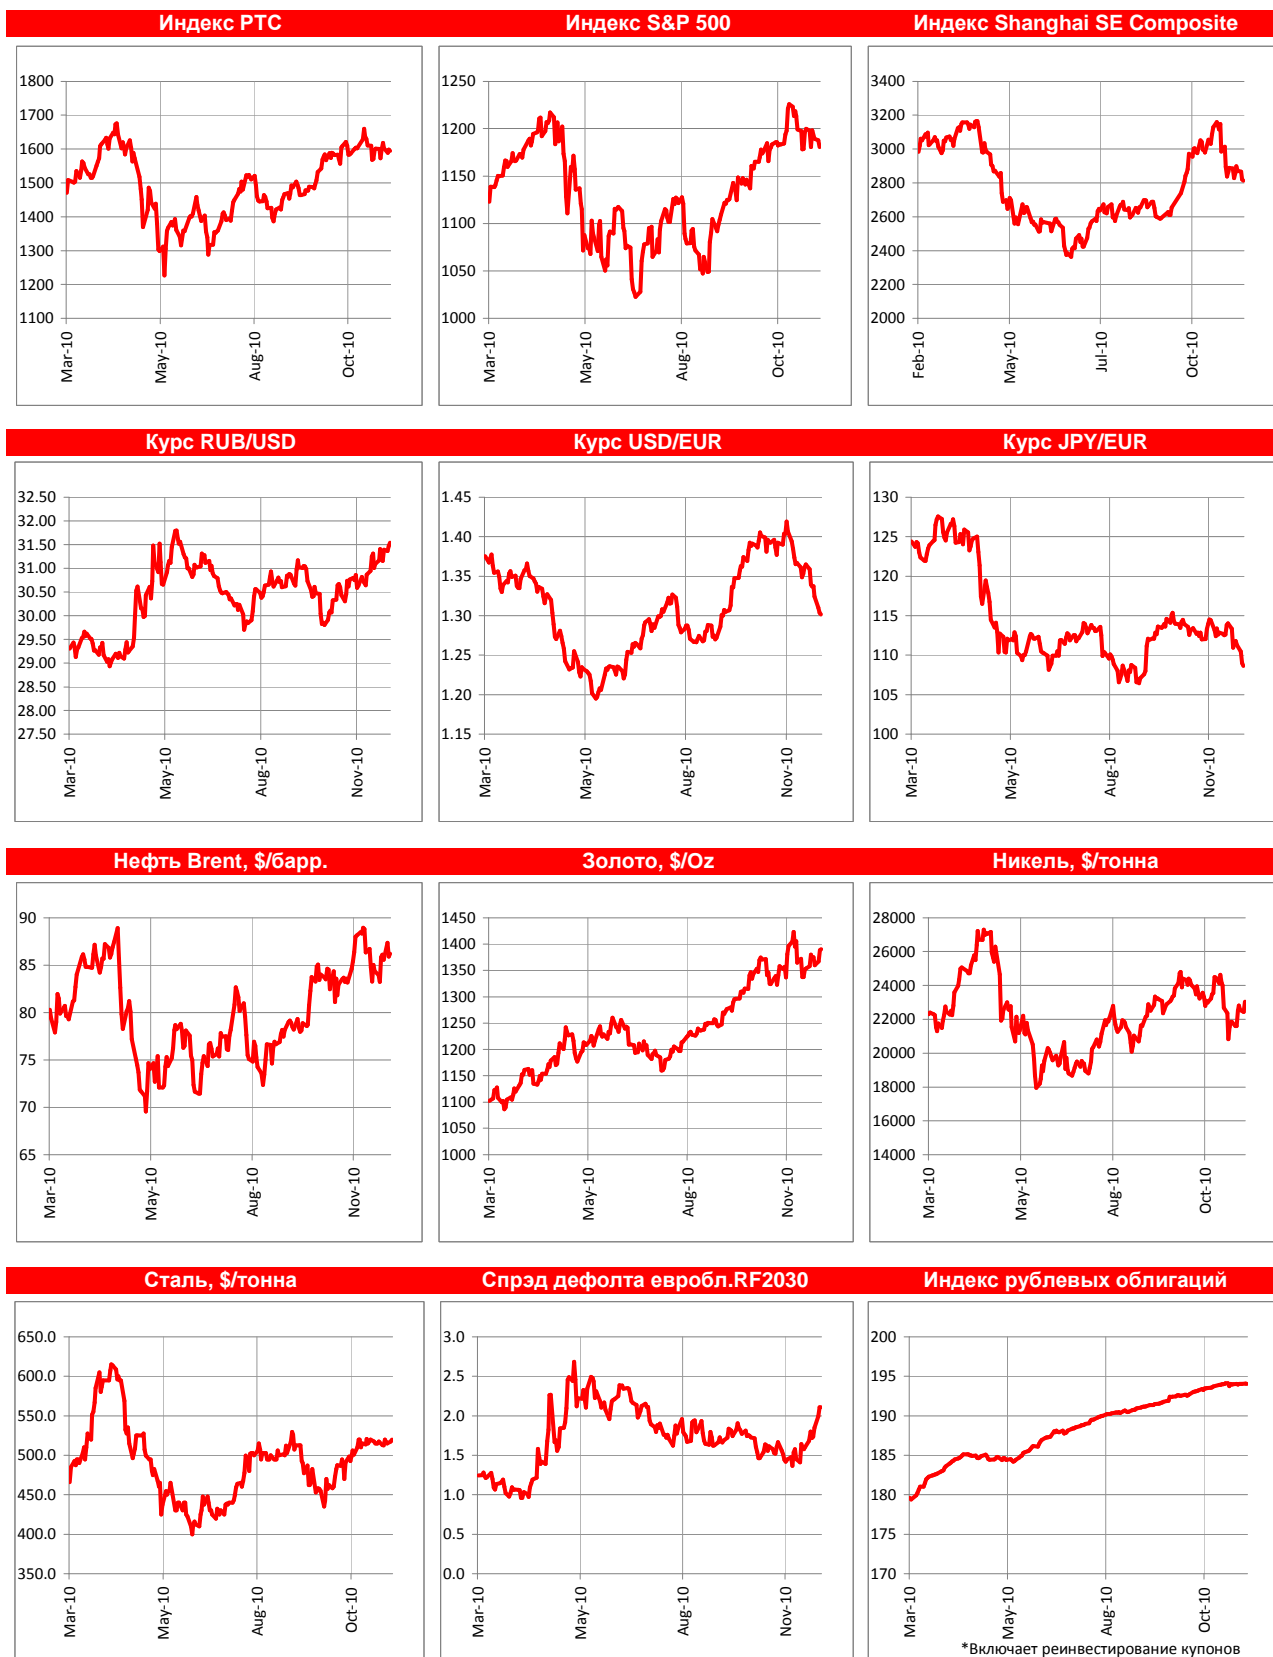 Индекс РТС
Индекс S&P 500
Индекс Shanghai SE Composite
1800
1700
1600
1500
1400
1300
1200
1100
Mar-10
May-10
Aug-10
Oct-10
1250
1200
1150
1100
1050
1000
Mar-10
May-10
Aug-10
Oct-10
3400
3200
3000
2800
2600
2400
2200
2000
Feb-10
May-10
Jul-10
Oct-10
Курс RUB/USD
Курс USD/EUR
Курс JPY/EUR
32.50
32.00
31.50
31.00
30.50
30.00
29.50
29.00
28.50
28.00
27.50
Mar-10
May-10
Aug-10
Nov-10
1.45
1.40
1.35
1.30
1.25
1.20
1.15
Mar-10
May-10
Aug-10
Nov-10
130
125
120
115
110
105
100
Mar-10
May-10
Aug-10
Nov-10
Нефть Brent, $/барр.
Золото, $/Oz
Никель, $/тонна
90
85
80
75
70
65
Mar-10
May-10
Aug-10
Nov-10
1450
1400
1350
1300
1250
1200
1150
1100
1050
1000
Mar-10
May-10
Aug-10
Nov-10
28000
26000
24000
22000
20000
18000
16000
14000
Mar-10
May-10
Aug-10
Oct-10
Сталь, $/тонна
Спрэд дефолта евробл.RF2030
Индекс рублевых облигаций
650.0
600.0
550.0
500.0
450.0
400.0
350.0
Mar-10
May-10
Aug-10
Oct-10
3.0
2.5
2.0
1.5
1.0
0.5
0.0
Mar-10
May-10
Aug-10
Nov-10
200
195
190
185
180
175
170
Mar-10
May-10
Aug-10
Oct-10
*Включает реинвестирование купонов